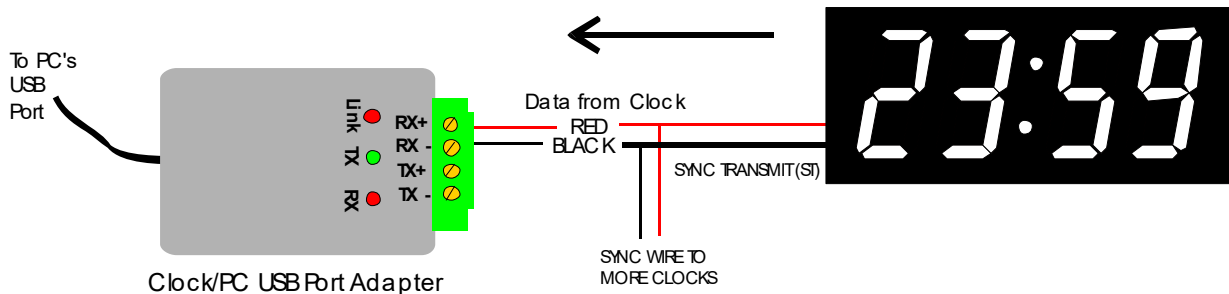 To PC's
USB
Port
Link
TX
RX
RX+
RX -
TX+
TX -
Clock/PC USB Port Adapter
Data from Clock
RED
BLACK
SYNC TRANSMIT(ST)
SYNC WIRE TO
MORE CLOCKS
23:59